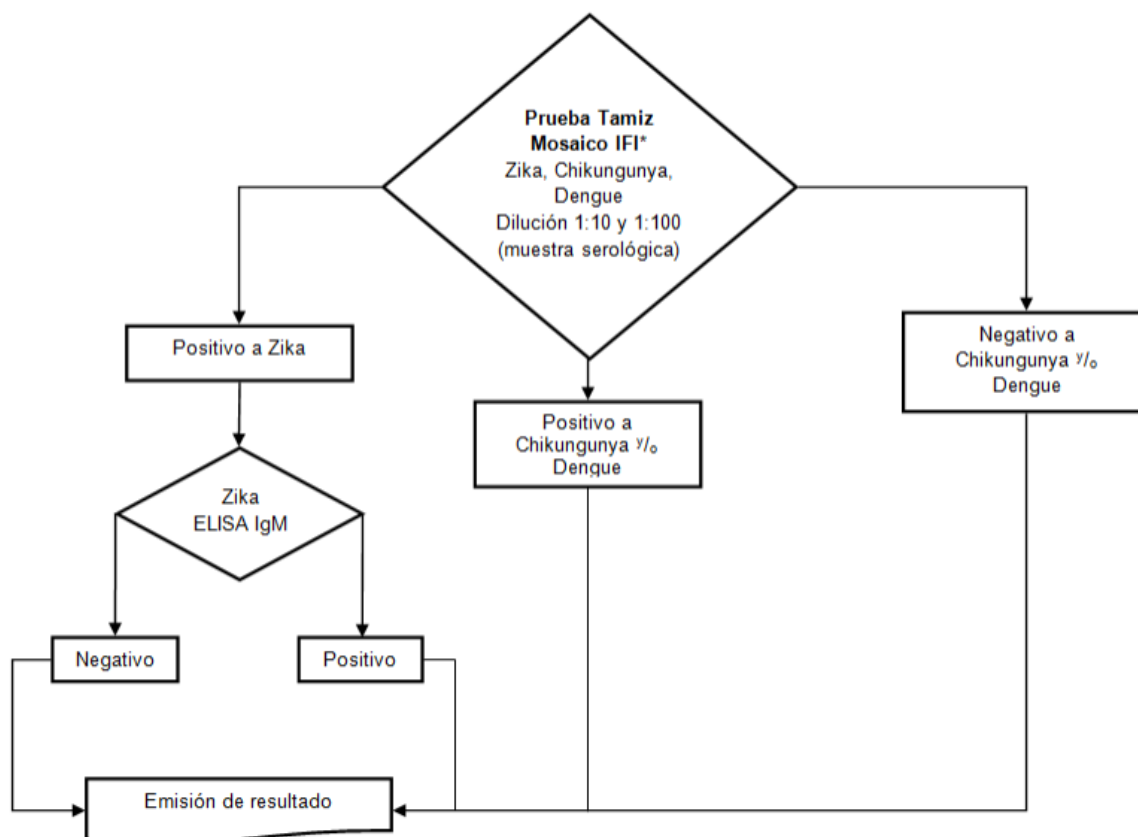 Prueba Tamiz
Mosaico IFI*
Zika, Chikungunya,
Dengue
Dilución 1:10 y 1:100
(muestra serológica)
Positivo a Zika
Negativo a
Chikungunya y/o
Dengue
Positivo a
Chikungunya y/o
Dengue
Zika
ELISA IgM
Negativo
Positivo
Emisión de resultado